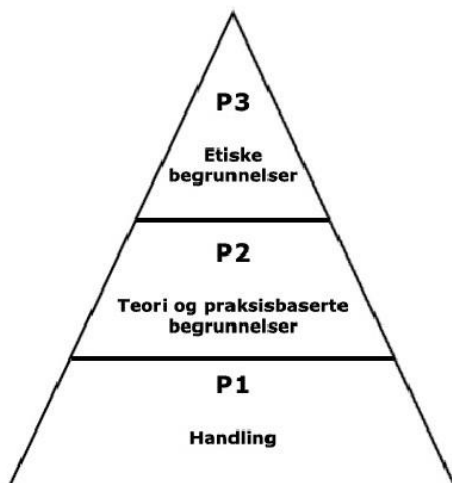 P3
Etiske
begrunnelser
P2
Teori og praksisbaserte
begrunnelser
P1
Handling